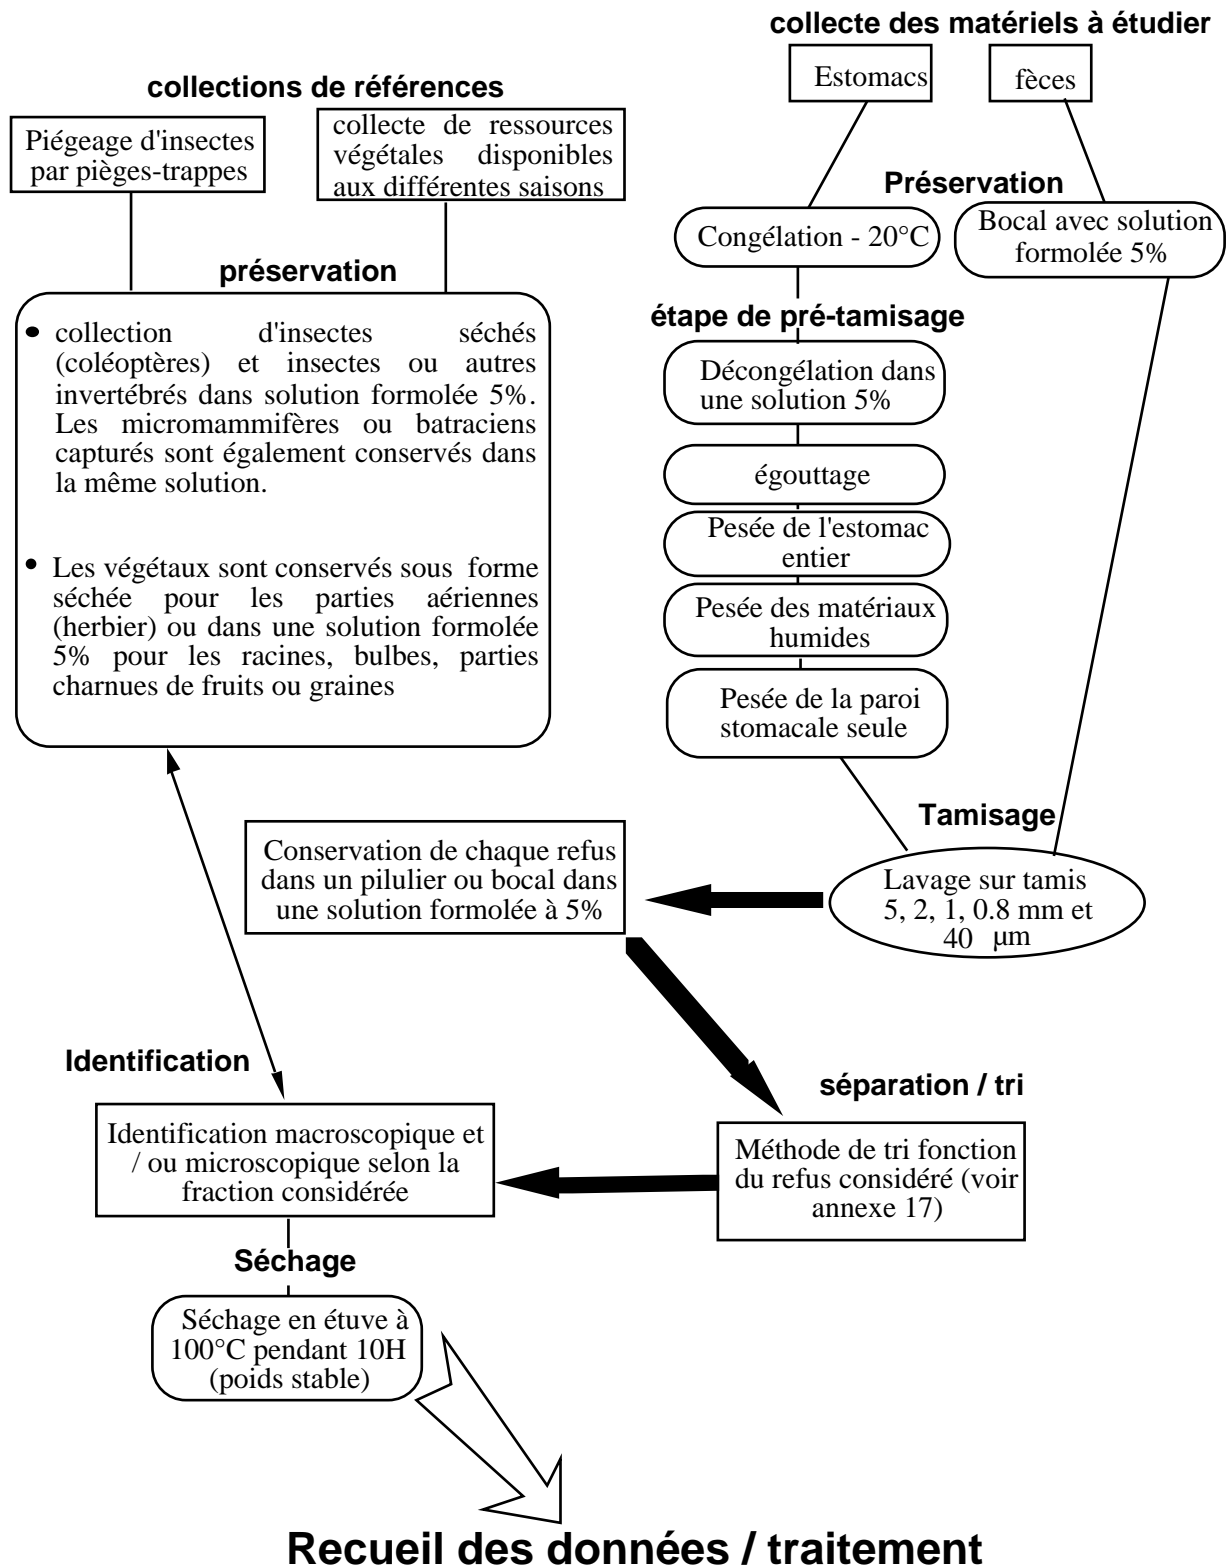 collecte des matériels à étudier
Estomacs
fèces
collections de références
Piégeage d'insectes
par pièges-trappes
collecte de ressources
végétales disponibles
aux différentes saisons
Préservation
Congélation - 20°C
Bocal avec solution
formolée 5%
préservation
• collection d'insectes séchés
(coléoptères) et insectes ou autres
invertébrés dans solution formolée 5%.
Les micromammifères ou batraciens
capturés sont également conservés dans
la même solution.
• Les végétaux sont conservés sous forme
séchée pour les parties aériennes
(herbier) ou dans une solution formolée
5% pour les racines, bulbes, parties
charnues de fruits ou graines
étape de pré-tamisage
Décongélation dans
une solution 5%
égouttage
Pesée de l'estomac
entier
Pesée des matériaux
humides
Pesée de la paroi
stomacale seule
Tamisage
Lavage sur tamis
5, 2, 1, 0.8 mm et
40 µm
Conservation de chaque refus
dans un pilulier ou bocal dans
une solution formolée à 5%
séparation / tri
Méthode de tri fonction
du refus considéré (voir
annexe 17)
Identification
Identification macroscopique et
/ ou microscopique selon la
fraction considérée
Séchage
Séchage en étuve à
100°C pendant 10H
(poids stable)
Recueil des données / traitement